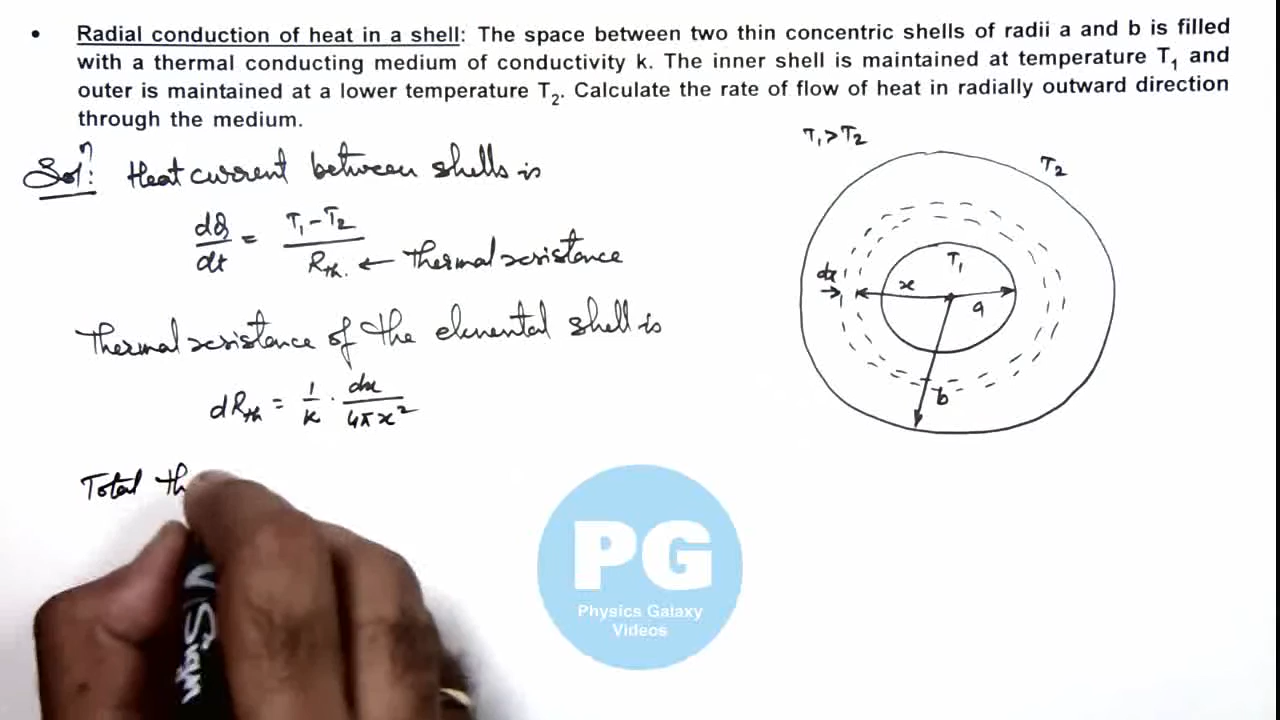 • Radial conduction of heat in a shell: The space between two thin concentric shells of radii a and b is filled
with a thermal conducting medium of conductivity k. The inner shell is maintained at temperature T₁ and
outer is maintained at a lower temperature T₂. Calculate the rate of flow of heat in radially outward direction
through the medium.
Solⁿ: Heat current between shells is
dQ/dt = (T₁-T₂)/R_th. ← Thermal resistance
Thermal resistance of the elemental shell is
dR_th = 1/k · dx/4πx²
Total th
T₁>T₂
T₂
T₁
dx
x
a
b
PG
Physics Galaxy
Videos
V Sign